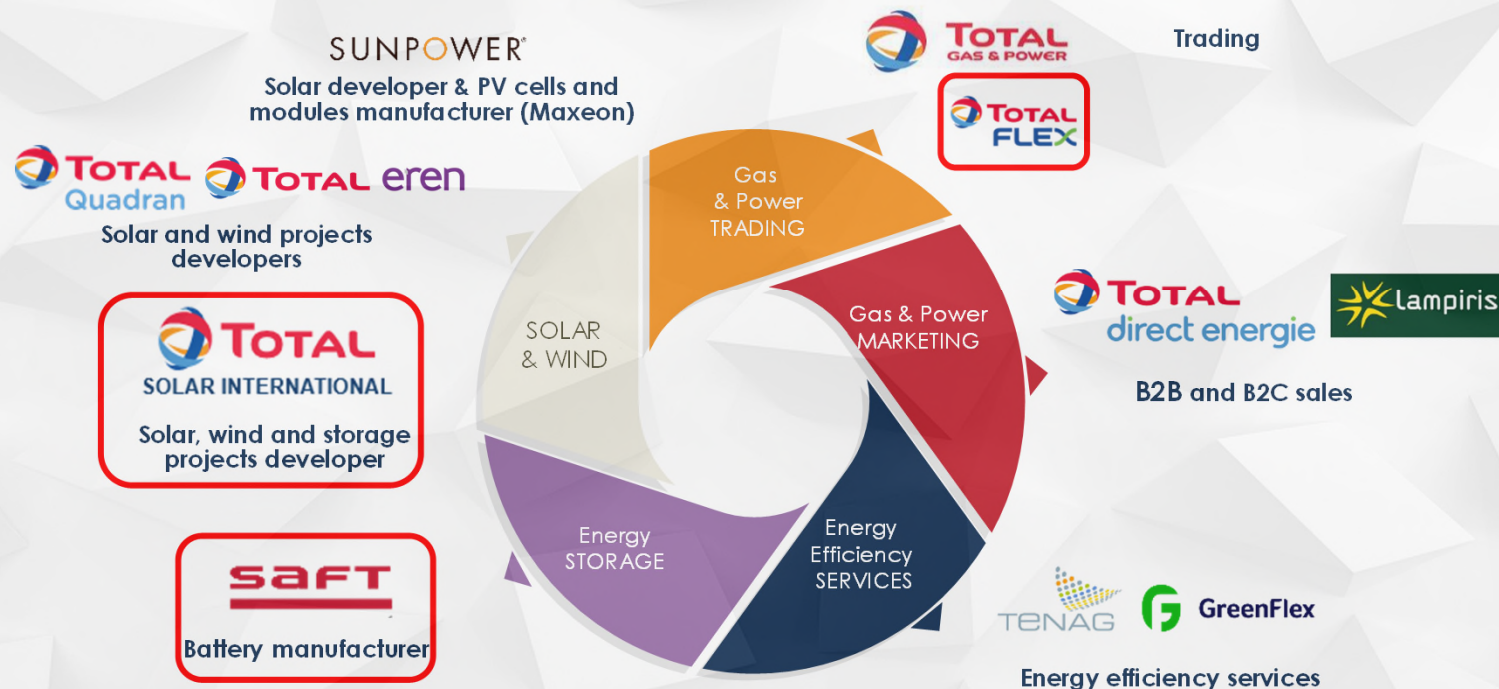 SUNPOWER
Solar developer & PV cells and
modules manufacturer (Maxeon)
TOTAL
GAS & POWER
Trading
TOTAL
FLEX
TOTAL
Quadran
TOTAL eren
Solar and wind projects
developers
TOTAL
SOLAR INTERNATIONAL
Solar, wind and storage
projects developer
saft
Battery manufacturer
Gas
& Power
TRADING
SOLAR
& WIND
Gas & Power
MARKETING
Energy
STORAGE
Energy
Efficiency
SERVICES
TOTAL
direct energie
Lampiris
B2B and B2C sales
TENAG
GreenFlex
Energy efficiency services